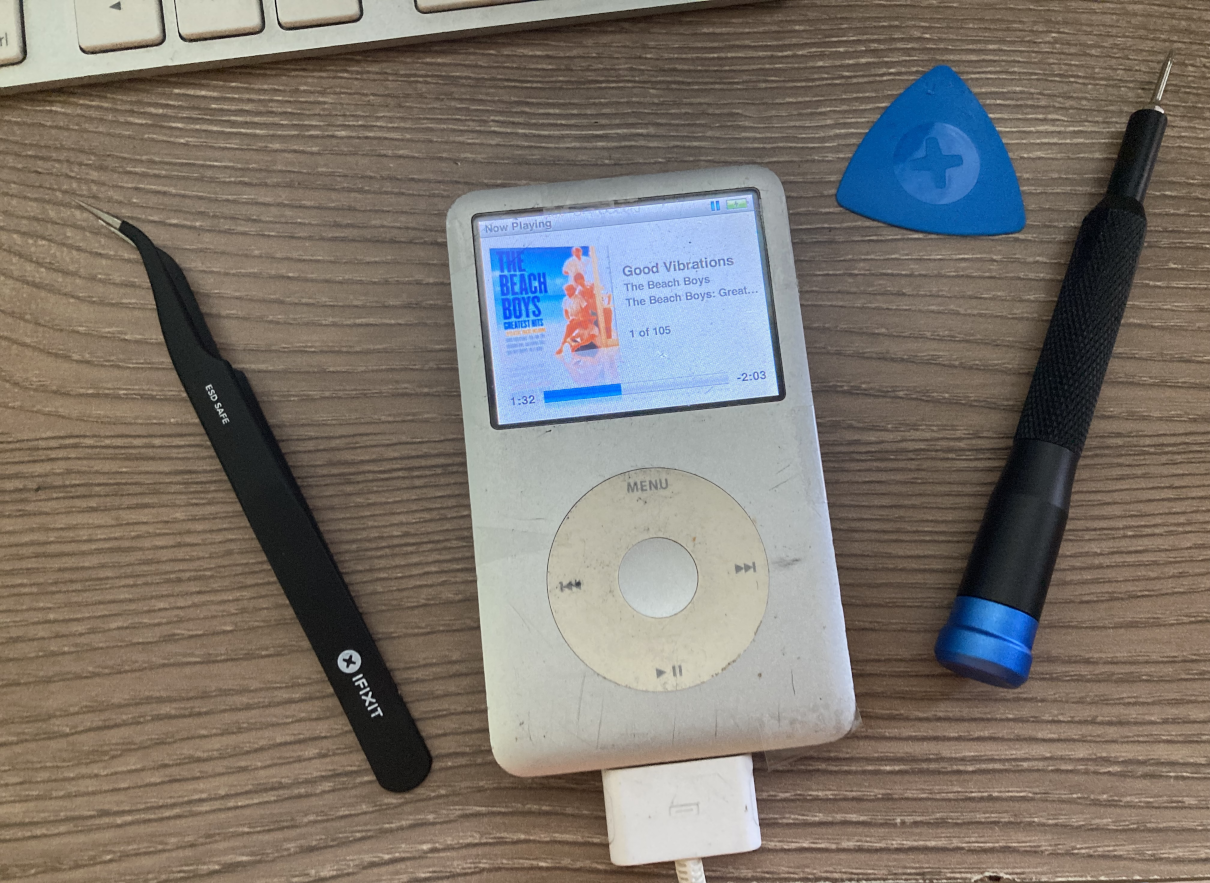 rl
Now Playing
THE
BEACH
BOYS
GREATEST HITS
Good Vibrations
The Beach Boys
The Beach Boys: Great...
1 of 105
1:32
-2:03
MENU
ESD SAFE
IFIXIT